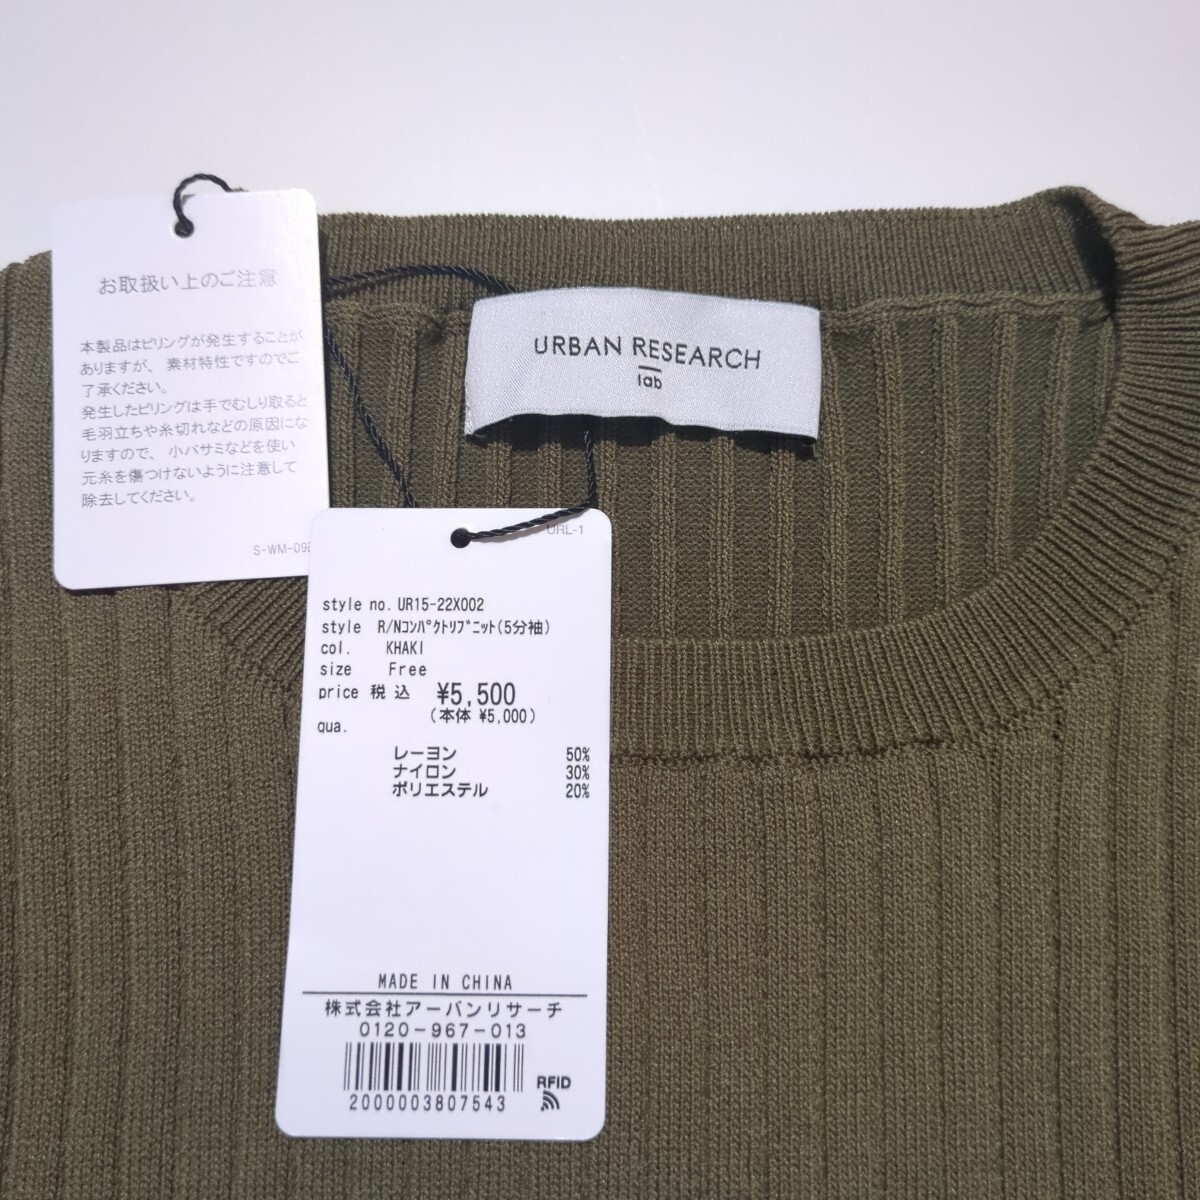 お取扱い上のご注意
本製品はピリングが発生することが
ありますが、素材特性ですのでご
了承ください。
発生したピリングは手でむしり取ると
毛羽立ちや糸切れなどの原因にな
りますので、小バサミなどを使い
元糸を傷つけないように注意して
除去してください。
S-WM-09
URBAN RESEARCH
lab
URL-1
style no. UR15-22X002
style R/Nｺﾝﾊﾟｸﾄﾘﾌﾞﾆｯﾄ(5分袖)
col. KHAKI
size Free
price 税込 ¥5,500
(本体 ¥5,000)
qua.
レーヨン 50%
ナイロン 30%
ポリエステル 20%
MADE IN CHINA
株式会社アーバンリサーチ
0120-967-013
RFID
2000003807543